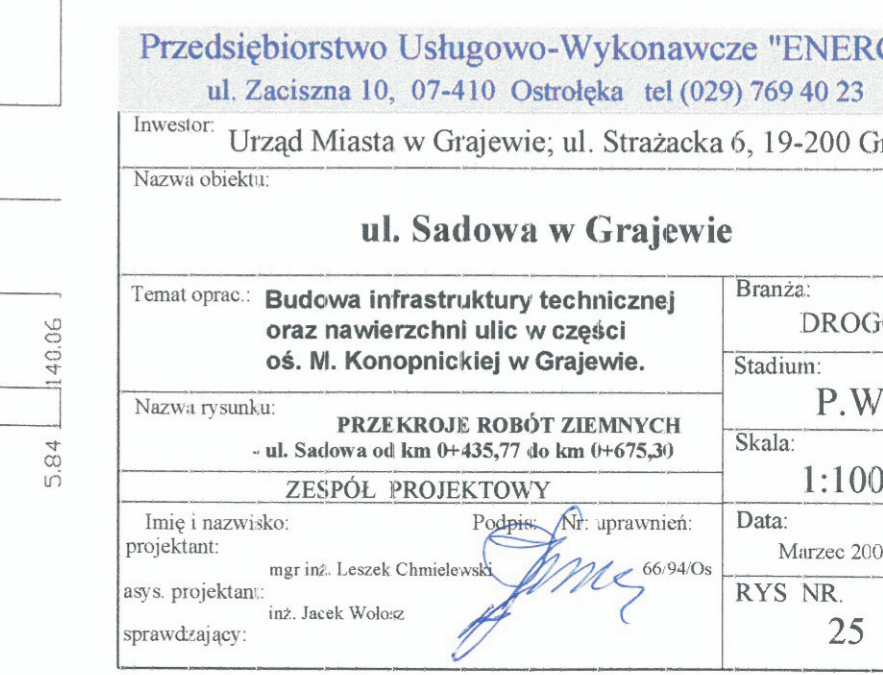 Przedsiębiorstwo Usługowo-Wykonawcze "ENERG
ul. Zaciszna 10, 07-410 Ostrołęka tel (029) 769 40 23
Inwestor:
Urząd Miasta w Grajewie; ul. Strażacka 6, 19-200 Gr
Nazwa obiektu:
ul. Sadowa w Grajewie
Temat oprac.:
Budowa infrastruktury technicznej
oraz nawierzchni ulic w części
oś. M. Konopnickiej w Grajewie.
Branża:
DROG
Stadium:
P.W
Nazwa rysunku:
PRZEKROJE ROBÓT ZIEMNYCH
- ul. Sadowa od km 0+435,77 do km 0+675,30
Skala:
1:100
ZESPÓŁ PROJEKTOWY
Imię i nazwisko: Podpis: Nr: uprawnień:
projektant:
mgr inż. Leszek Chmielewski 66/94/Os
asys. projektant:
inż. Jacek Wołosz
sprawdzający:
Data:
Marzec 200
RYS NR.
25
140.06
5.84